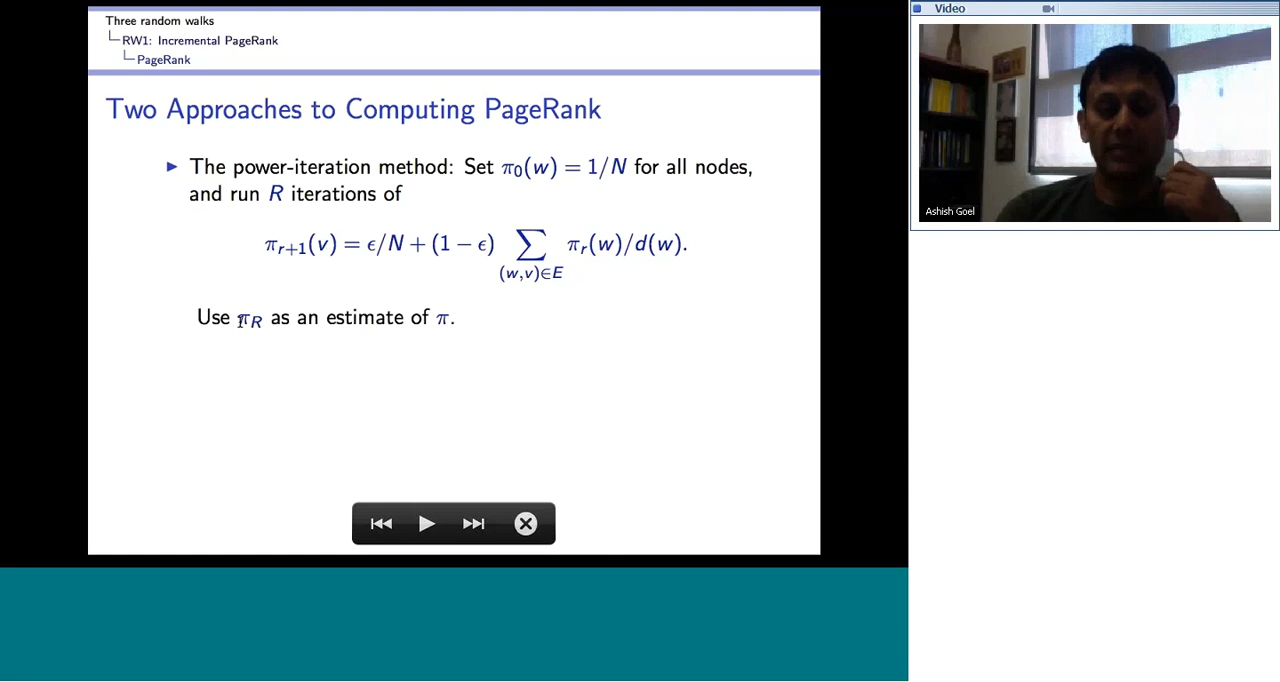 Three random walks
RW1: Incremental PageRank
PageRank
Two Approaches to Computing PageRank
The power-iteration method: Set π₀(w) = 1/N for all nodes,
and run R iterations of
πᵣ₊₁(v) = ϵ/N + (1 − ϵ) ∑_{(w,v)∈E} πᵣ(w)/d(w).
Use π_R as an estimate of π.
Video
Ashish Goel